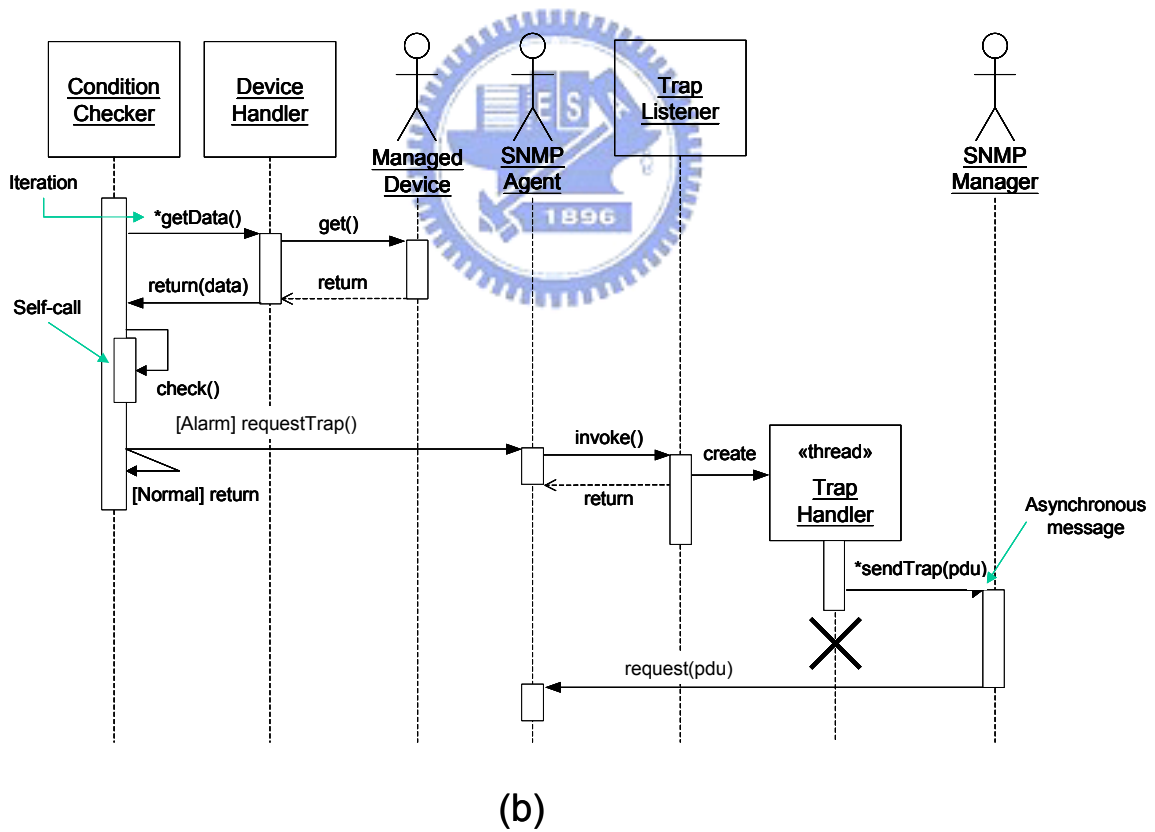 Condition
Checker
Device
Handler
Managed
Device
SNMP
Agent
Trap
Listener
SNMP
Manager
ES
1896
Iteration
*getData()
get()
return(data)
return
Self-call
check()
[Alarm] requestTrap()
[Normal] return
invoke()
return
create
«thread»
Trap
Handler
Asynchronous
message
*sendTrap(pdu)
request(pdu)
(b)